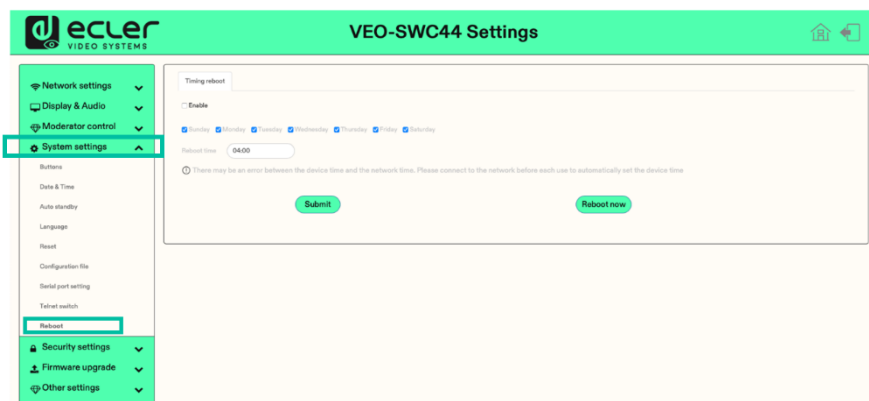 ecler
VIDEO SYSTEMS
VEO-SWC44 Settings
Network settings
Display & Audio
Moderator control
System settings
Buttons
Date & Time
Auto standby
Language
Reset
Configuration file
Serial port setting
Telnet switch
Reboot
Security settings
Firmware upgrade
Other settings
Timing reboot
Enable
Sunday Monday Tuesday Wednesday Thursday Friday Saturday
Reboot time 04:00
There may be an error between the device time and the network time. Please connect to the network before each use to automatically set the device time
Submit Reboot now